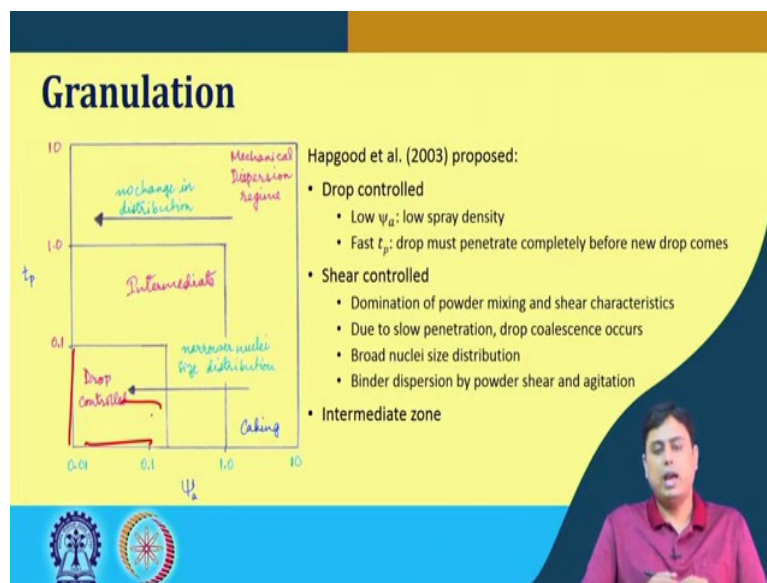 Granulation
10
Mechanical
Dispersion
regime
no change in
distribution
1.0
t_p
Intermediate
0.1
narrower nuclei
size distribution
Drop
controlled
Caking
0.01
0.1
1.0
10
Ψ_a
Hapgood et al. (2003) proposed:
• Drop controlled
• Low ψ_a: low spray density
• Fast t_p: drop must penetrate completely before new drop comes
• Shear controlled
• Domination of powder mixing and shear characteristics
• Due to slow penetration, drop coalescence occurs
• Broad nuclei size distribution
• Binder dispersion by powder shear and agitation
• Intermediate zone